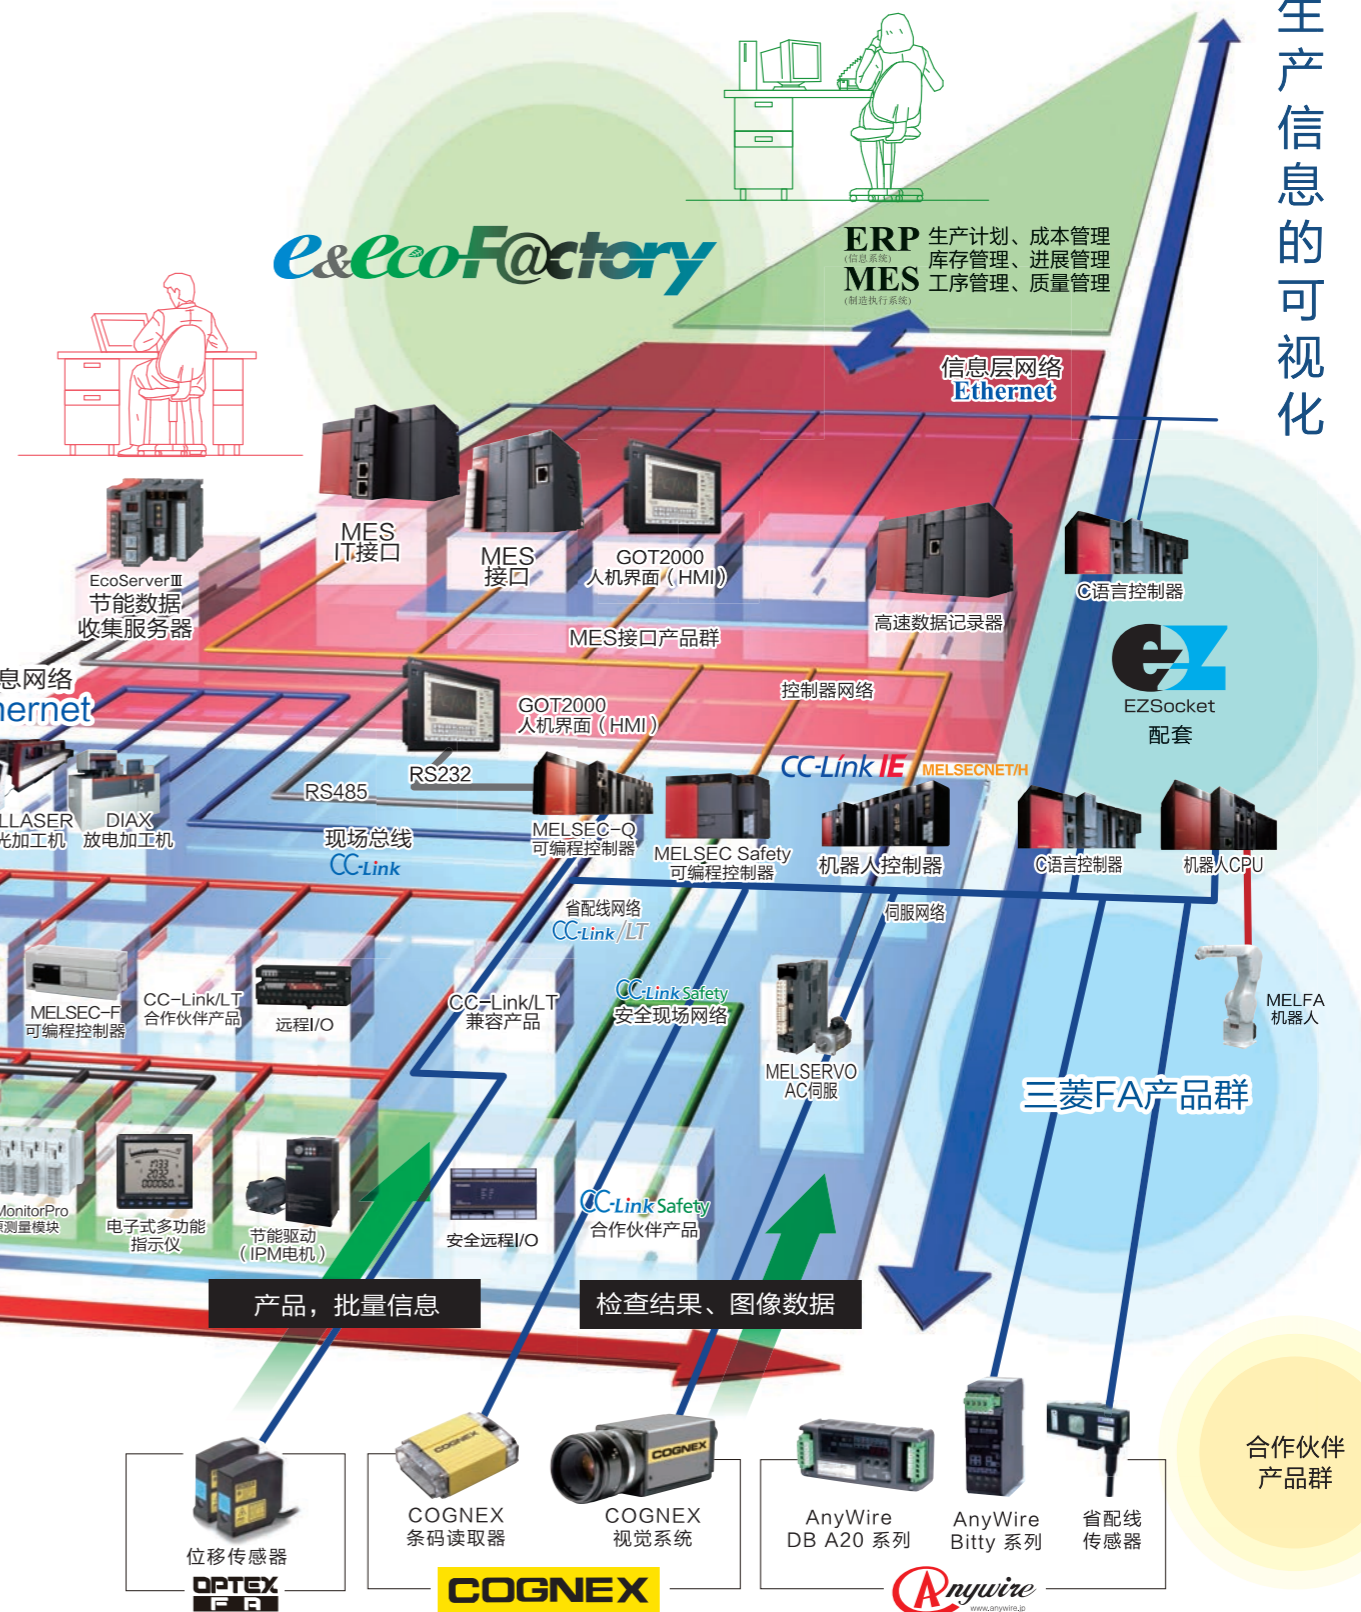 生产信息的可视化
e&eco F@ctory
ERP 生产计划、成本管理
(信息系统) 库存管理、进展管理
MES 工序管理、质量管理
(制造执行系统)
信息层网络
Ethernet
MES
IT接口
MES
接口
GOT2000
人机界面（HMI）
EcoServerⅢ
节能数据
收集服务器
MES接口产品群
高速数据记录器
C语言控制器
EZ
EZSocket
配套
息网络
hernet
GOT2000
人机界面（HMI）
控制器网络
RS232
RS485
CC-Link IE
MELSECNET/H
LLASER
光加工机
DIAX
放电加工机
现场总线
CC-Link
MELSEC-Q
可编程控制器
MELSEC Safety
可编程控制器
机器人控制器
C语言控制器
机器人CPU
省配线网络
CC-Link/LT
伺服网络
MELSEC-F
可编程控制器
CC-Link/LT
合作伙伴产品
远程I/O
CC-Link/LT
兼容产品
CC-Link Safety
安全现场网络
MELSERVO
AC伺服
MELFA
机器人
三菱FA产品群
MonitorPro
测量模块
电子式多功能
指示仪
节能驱动
（IPM电机）
安全远程I/O
CC-Link Safety
合作伙伴产品
产品，批量信息
检查结果、图像数据
合作伙伴
产品群
COGNEX
COGNEX
位移传感器
OPTEX
FA
COGNEX
条码读取器
COGNEX
视觉系统
COGNEX
AnyWire
DB A20 系列
AnyWire
Bitty 系列
省配线
传感器
Anywire
www.anywire.jp